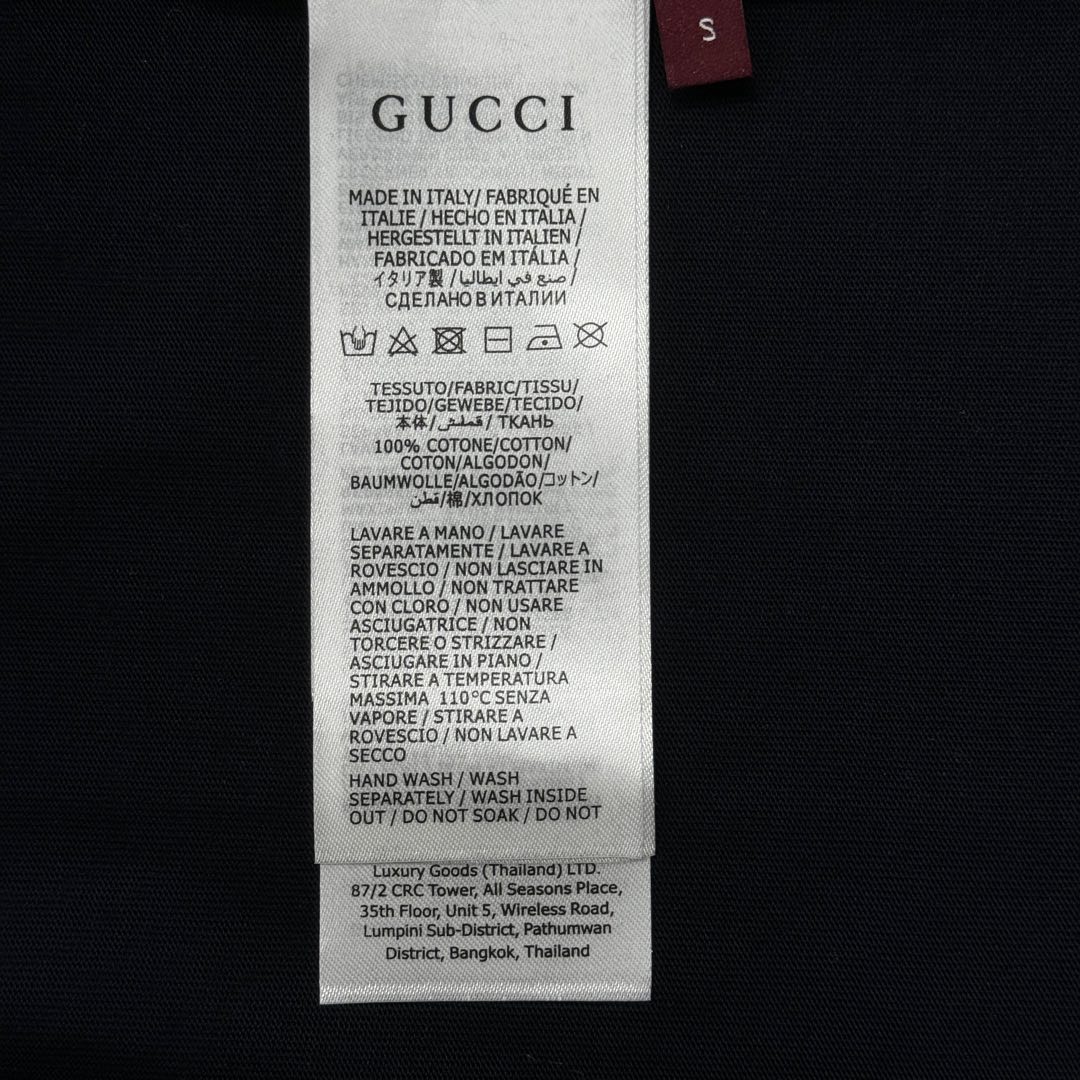 S
GUCCI
MADE IN ITALY/ FABRIQUÉ EN
ITALIE / HECHO EN ITALIA /
HERGESTELLT IN ITALIEN /
FABRICADO EM ITÁLIA /
イタリア製 / صنع في ايطاليا /
СДЕЛАНО В ИТАЛИИ
TESSUTO/FABRIC/TISSU/
TEJIDO/GEWEBE/TECIDO/
本体/قملش/ ТКАНЬ
100% COTONE/COTTON/
COTON/ALGODON/
BAUMWOLLE/ALGODÃO/コットン/
قطن/棉/ХЛОПОК
LAVARE A MANO / LAVARE
SEPARATAMENTE / LAVARE A
ROVESCIO / NON LASCIARE IN
AMMOLLO / NON TRATTARE
CON CLORO / NON USARE
ASCIUGATRICE / NON
TORCERE O STRIZZARE /
ASCIUGARE IN PIANO /
STIRARE A TEMPERATURA
MASSIMA 110°C SENZA
VAPORE / STIRARE A
ROVESCIO / NON LAVARE A
SECCO
HAND WASH / WASH
SEPARATELY / WASH INSIDE
OUT / DO NOT SOAK / DO NOT
Luxury Goods (Thailand) LTD.
87/2 CRC Tower, All Seasons Place,
35th Floor, Unit 5, Wireless Road,
Lumpini Sub-District, Pathumwan
District, Bangkok, Thailand